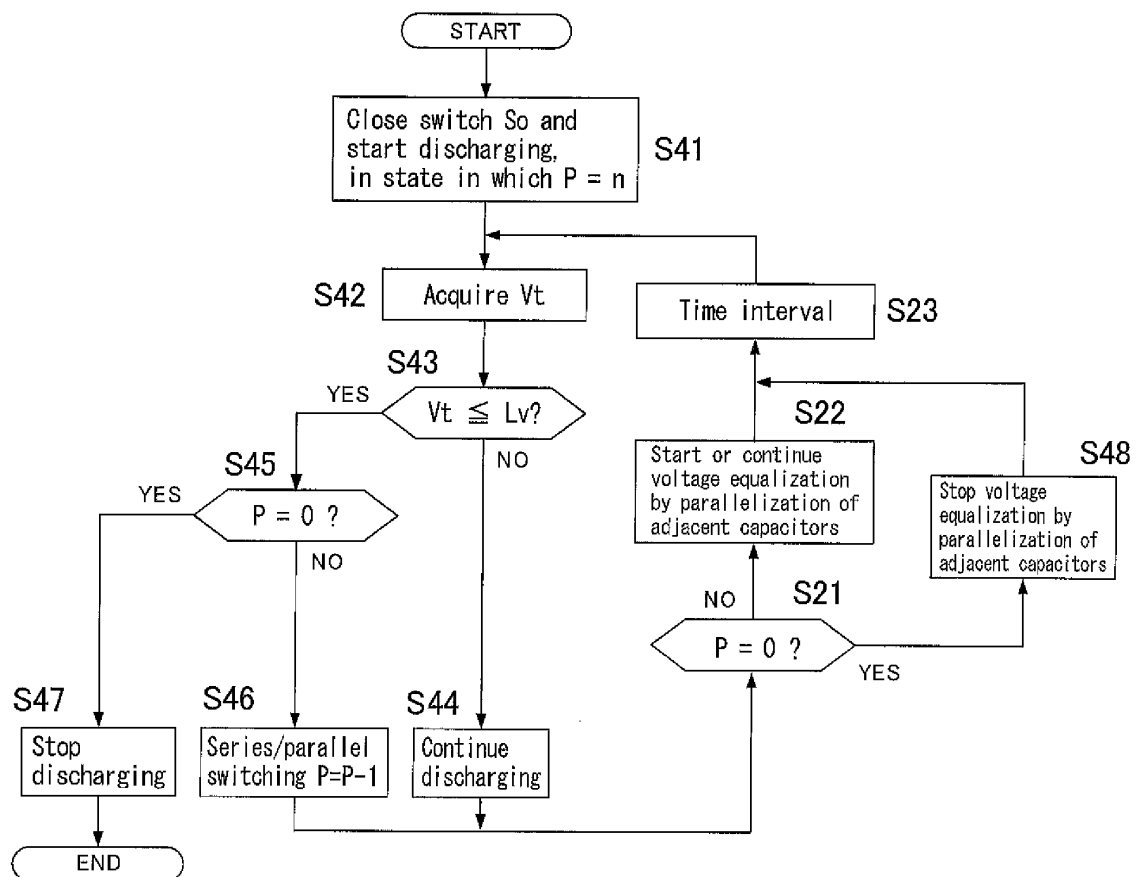 START
Close switch So and
start discharging,
in state in which P = n
S41
S42
Acquire Vt
Time interval
S23
S43
YES
Vt ≦ Lv?
NO
S22
Start or continue
voltage equalization
by parallelization of
adjacent capacitors
S48
Stop voltage
equalization by
parallelization of
adjacent capacitors
S45
YES
P = 0 ?
NO
NO
S21
P = 0 ?
YES
S47
Stop
discharging
S46
Series/parallel
switching P=P-1
S44
Continue
discharging
END